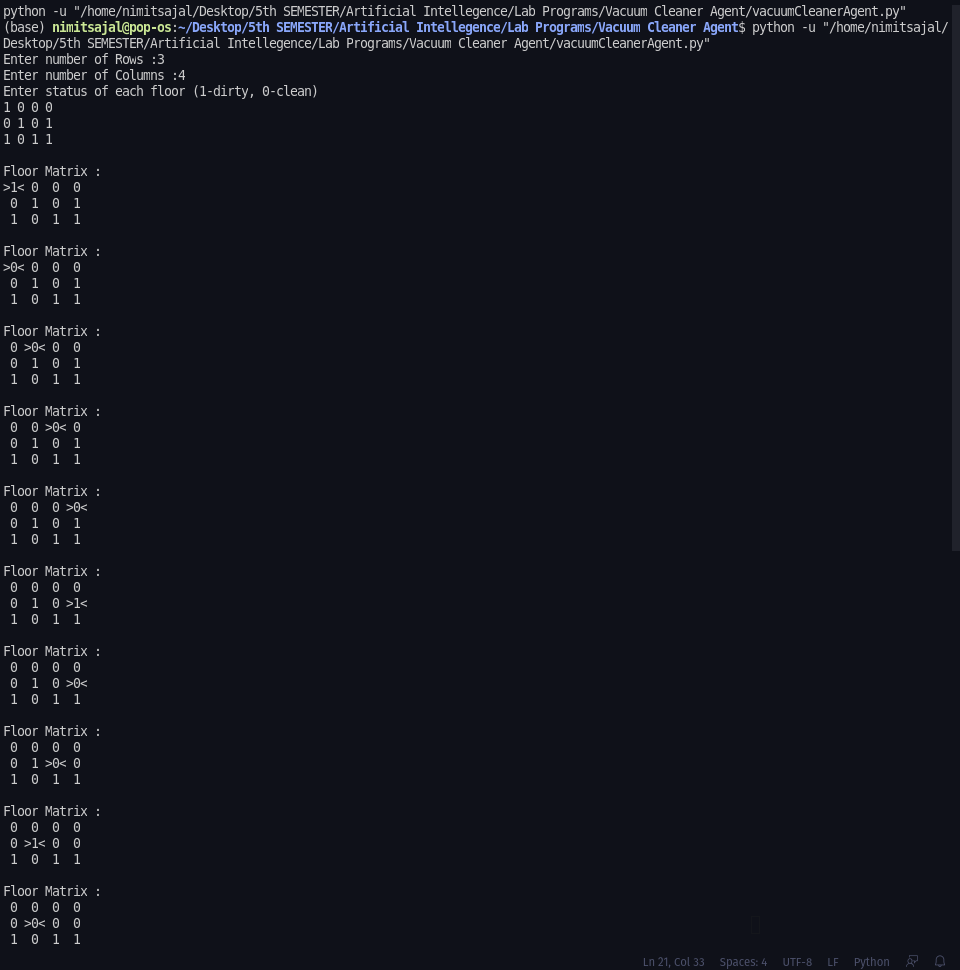 python -u "/home/nimitsajal/Desktop/5th SEMESTER/Artificial Intellegence/Lab Programs/Vacuum Cleaner Agent/vacuumCleanerAgent.py"
(base) nimitsajal@pop-os:~/Desktop/5th SEMESTER/Artificial Intellegence/Lab Programs/Vacuum Cleaner Agent$ python -u "/home/nimitsajal/
Desktop/5th SEMESTER/Artificial Intellegence/Lab Programs/Vacuum Cleaner Agent/vacuumCleanerAgent.py"
Enter number of Rows :3
Enter number of Columns :4
Enter status of each floor (1-dirty, 0-clean)
1 0 0 0
0 1 0 1
1 0 1 1
Floor Matrix :
>1< 0  0  0
 0  1  0  1
 1  0  1  1
Floor Matrix :
>0< 0  0  0
 0  1  0  1
 1  0  1  1
Floor Matrix :
 0 >0< 0  0
 0  1  0  1
 1  0  1  1
Floor Matrix :
 0  0 >0< 0
 0  1  0  1
 1  0  1  1
Floor Matrix :
 0  0  0 >0<
 0  1  0  1
 1  0  1  1
Floor Matrix :
 0  0  0  0
 0  1  0 >1<
 1  0  1  1
Floor Matrix :
 0  0  0  0
 0  1  0 >0<
 1  0  1  1
Floor Matrix :
 0  0  0  0
 0  1 >0< 0
 1  0  1  1
Floor Matrix :
 0  0  0  0
 0 >1< 0  0
 1  0  1  1
Floor Matrix :
 0  0  0  0
 0 >0< 0  0
 1  0  1  1
Ln 21, Col 33 Spaces: 4 UTF-8 LF Python